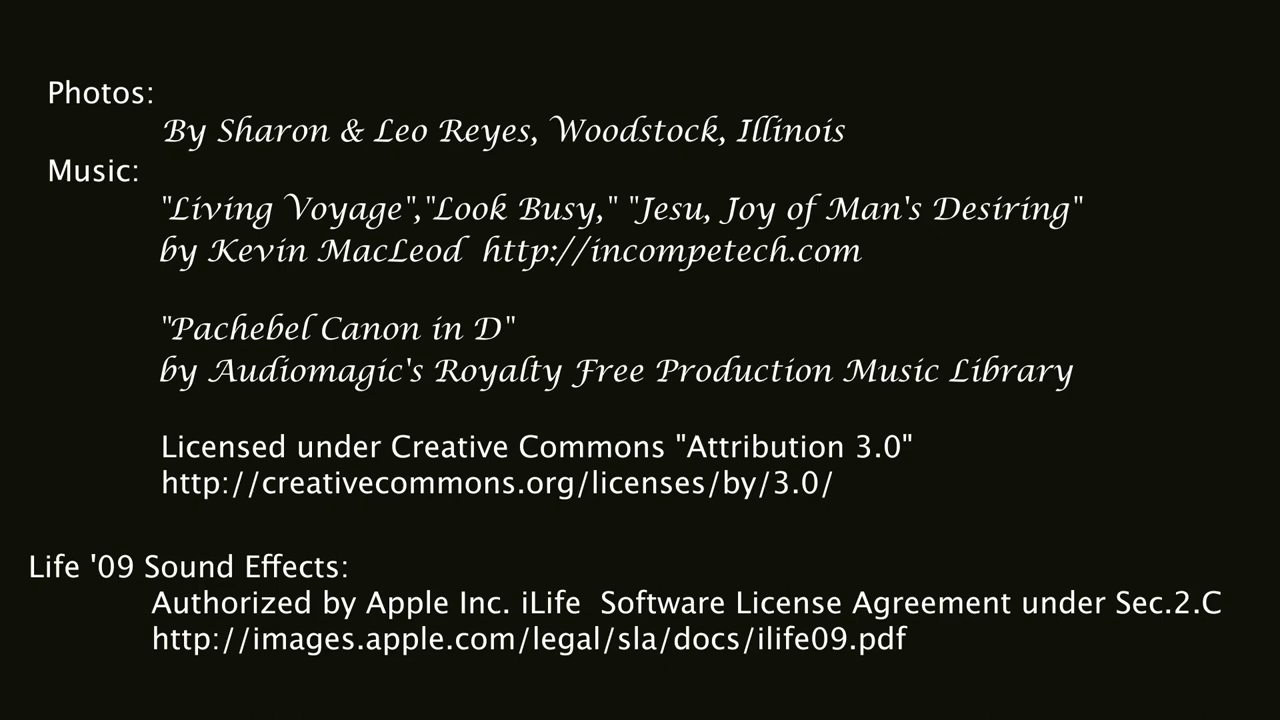 Photos:
By Sharon & Leo Reyes, Woodstock, Illinois
Music:
"Living Voyage","Look Busy," "Jesu, Joy of Man's Desiring"
by Kevin MacLeod  http://incompetech.com
"Pachebel Canon in D"
by Audiomagic's Royalty Free Production Music Library
Licensed under Creative Commons "Attribution 3.0"
http://creativecommons.org/licenses/by/3.0/
Life '09 Sound Effects:
Authorized by Apple Inc. iLife  Software License Agreement under Sec.2.C
http://images.apple.com/legal/sla/docs/ilife09.pdf